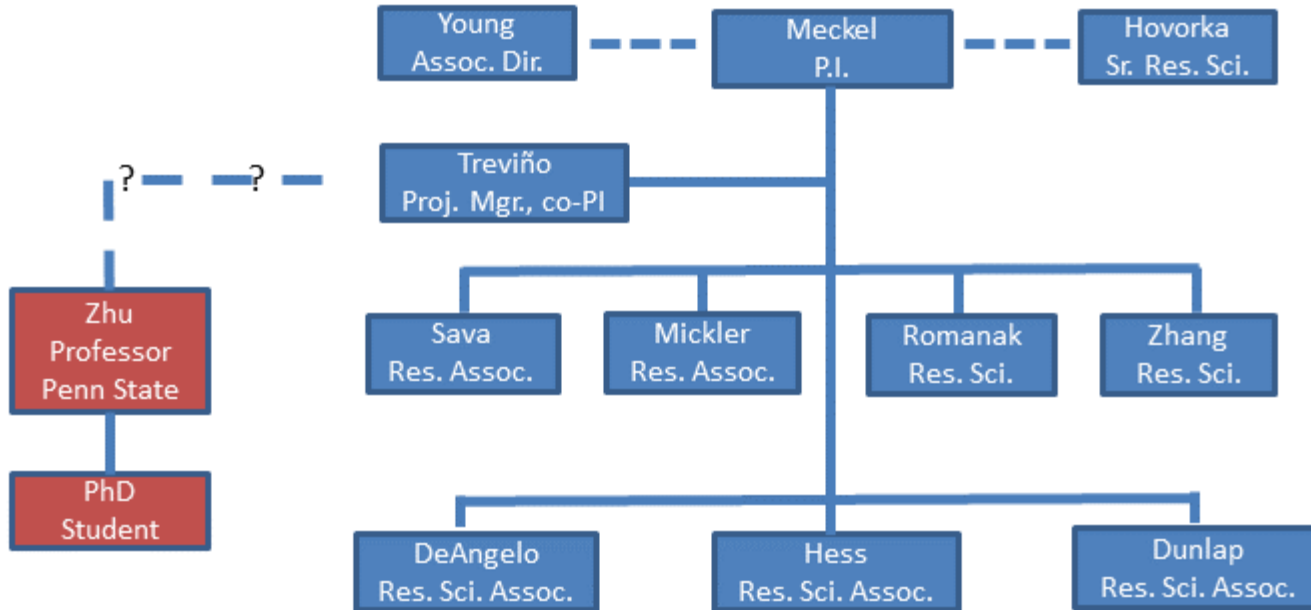 Young
Assoc. Dir.
Meckel
P.I.
Hovorka
Sr. Res. Sci.
Treviño
Proj. Mgr., co-PI
?
?
Zhu
Professor
Penn State
PhD
Student
Sava
Res. Assoc.
Mickler
Res. Assoc.
Romanak
Res. Sci.
Zhang
Res. Sci.
DeAngelo
Res. Sci. Assoc.
Hess
Res. Sci. Assoc.
Dunlap
Res. Sci. Assoc.